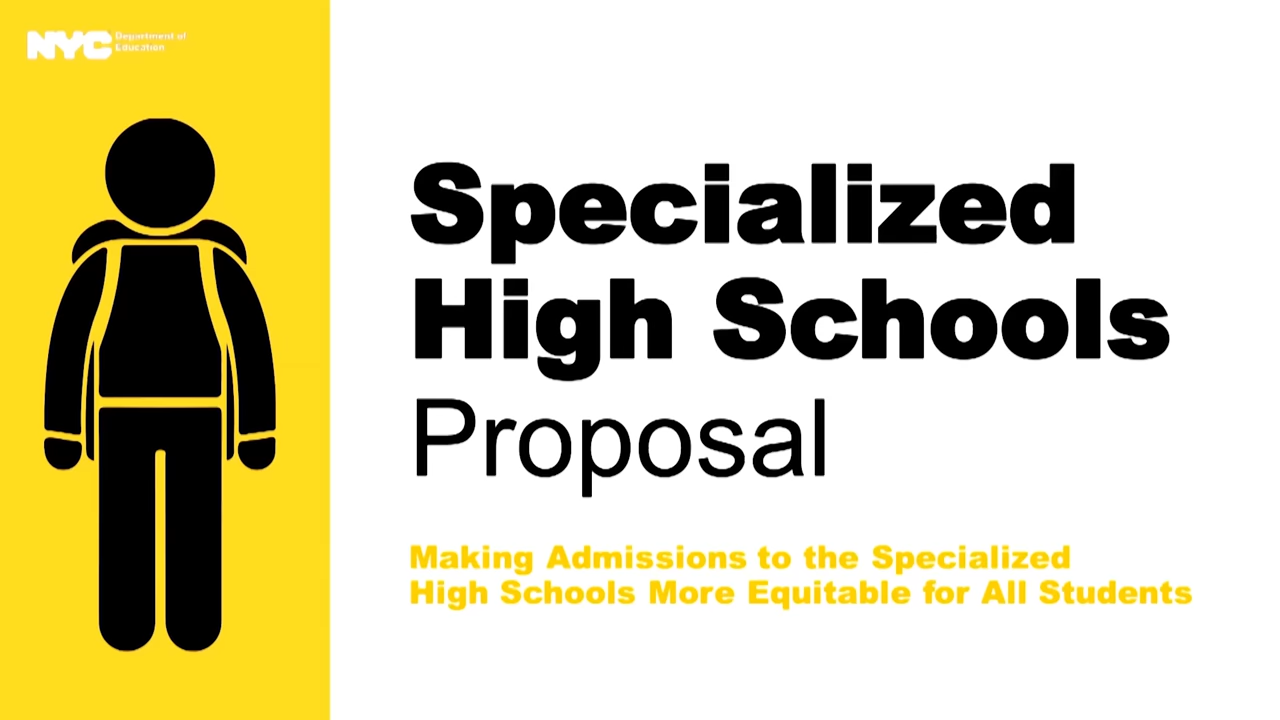 NYC Department of
Education
Specialized
High Schools
Proposal
Making Admissions to the Specialized
High Schools More Equitable for All Students